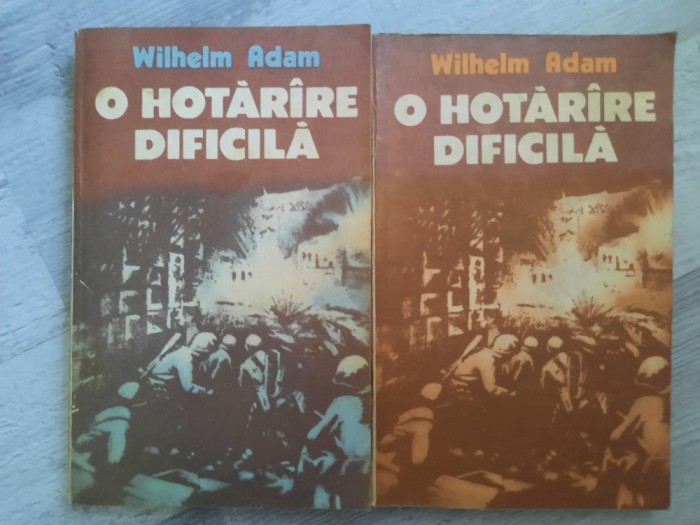 Wilhelm Adam
O HOTĂRÎRE
DIFICILĂ
Wilhelm Adam
O HOTĂRÎRE
DIFICILĂ